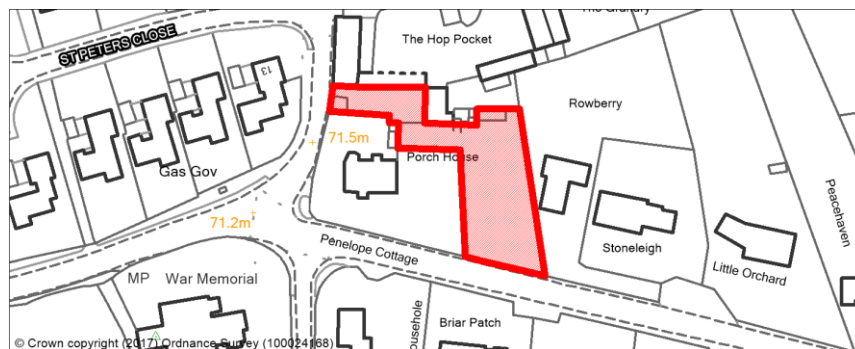 The Granary
The Hop Pocket
ST PETERS CLOSE
13
Rowberry
71.5m
Porch House
Gas Gov
Peacehaven
71.2m
Stoneleigh
Penelope Cottage
Little Orchard
MP
War Memorial
Briar Patch
© Crown copyright (2017) Ordnance Survey (100024168)